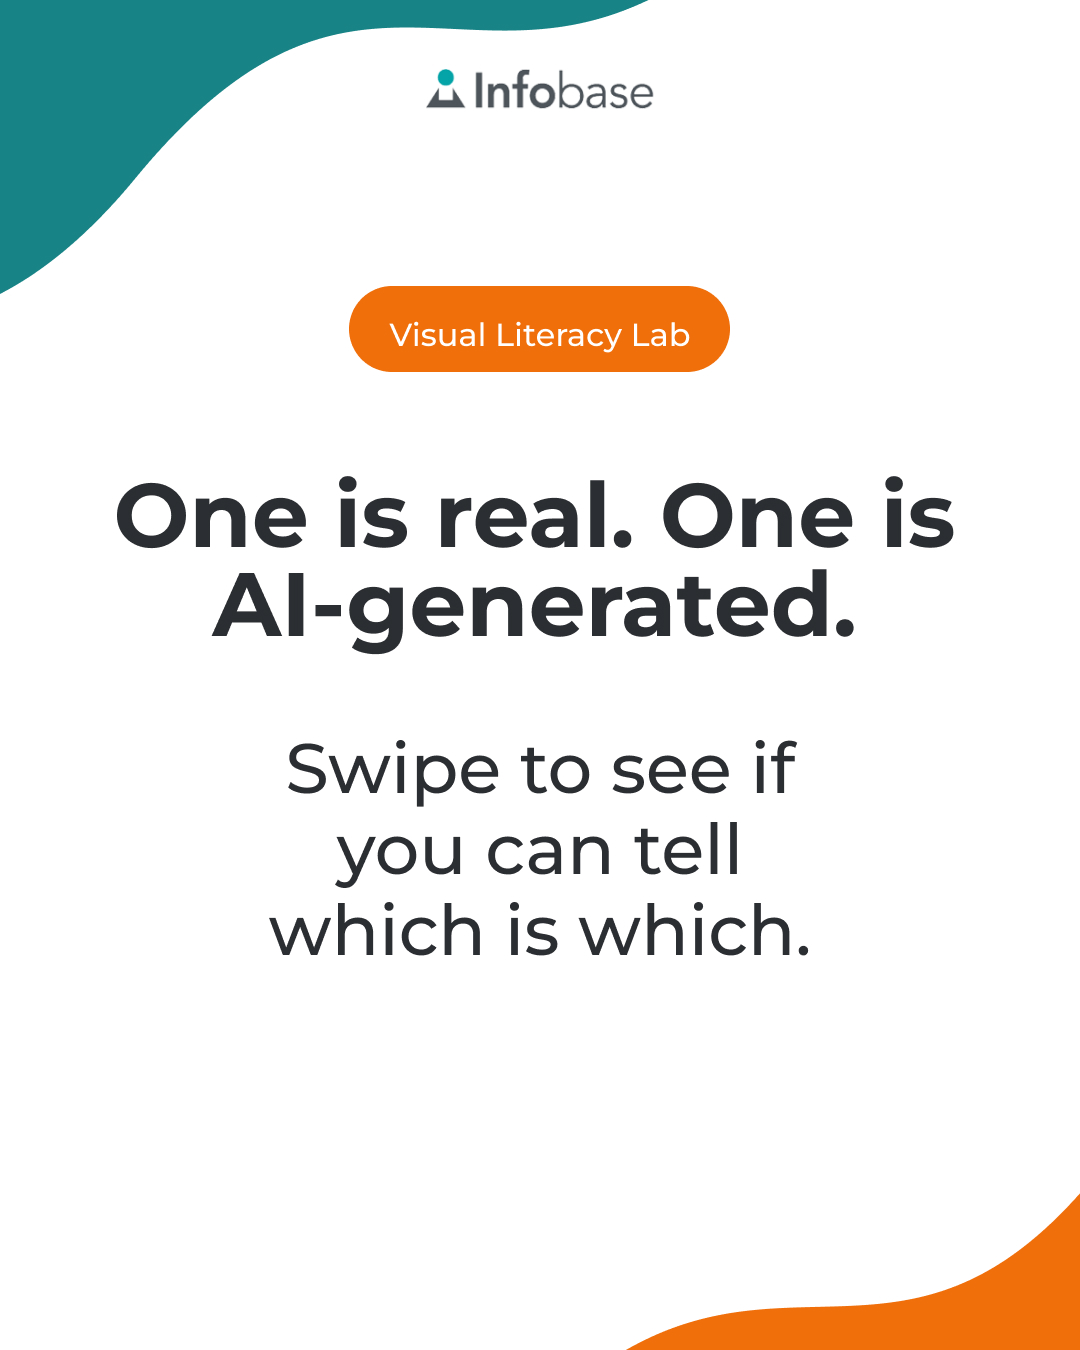 Infobase
Visual Literacy Lab
One is real. One is
AI-generated.
Swipe to see if
you can tell
which is which.